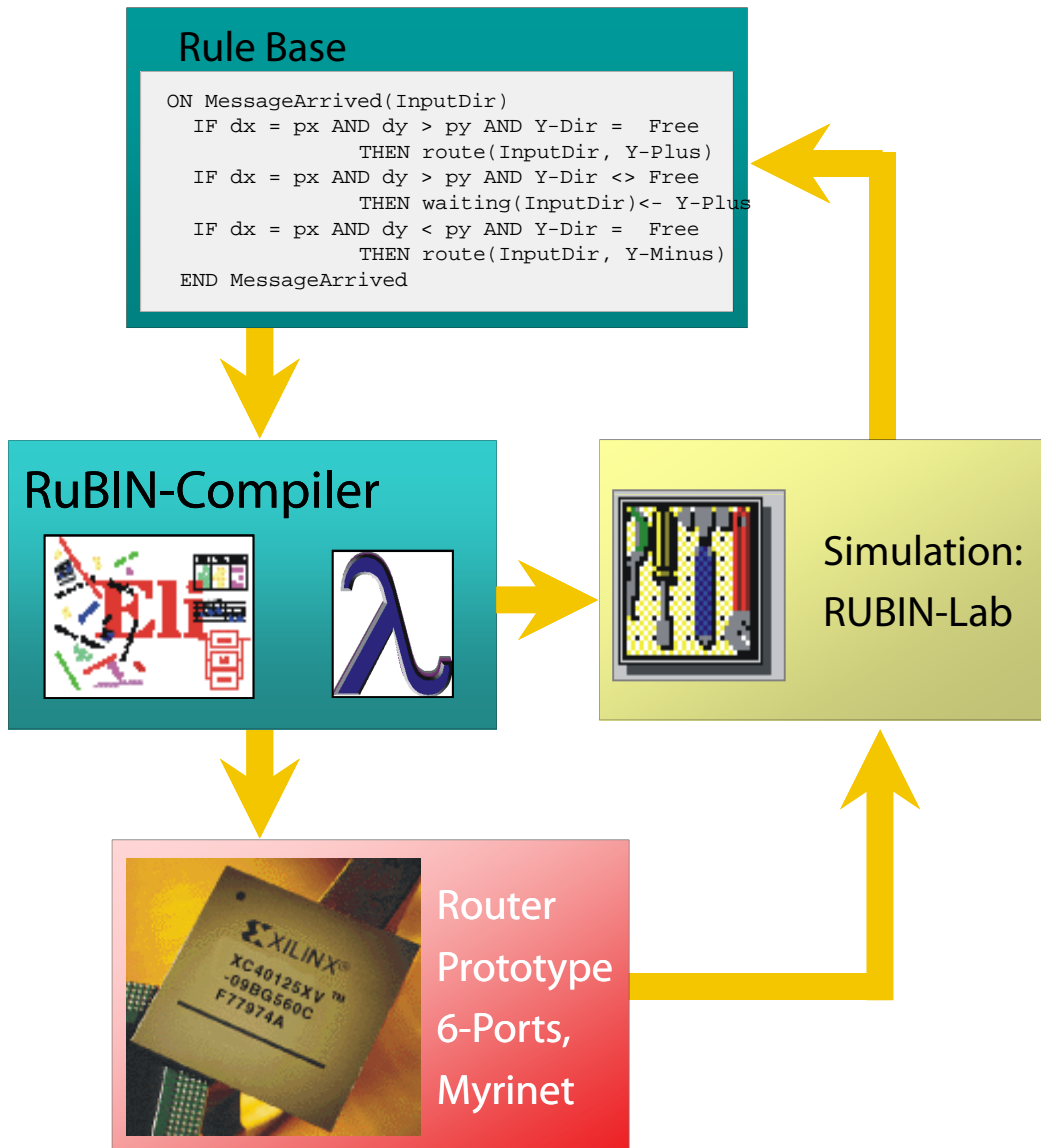 Rule Base
ON MessageArrived(InputDir)
IF dx = px AND dy > py AND Y-Dir =  Free
THEN route(InputDir, Y-Plus)
IF dx = px AND dy > py AND Y-Dir <> Free
THEN waiting(InputDir)<- Y-Plus
IF dx = px AND dy < py AND Y-Dir =  Free
THEN route(InputDir, Y-Minus)
END MessageArrived
RuBIN-Compiler
Eli
λ
Simulation:
RUBIN-Lab
XILINX®
XC40125XV™
-09BG560C
F77974A
Router
Prototype
6-Ports,
Myrinet